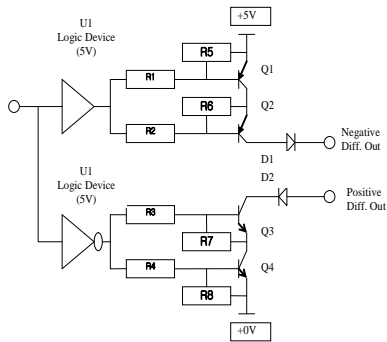 +5V
U1
Logic Device
(5V)
R5
R1
Q1
R6
Q2
R2
Negative
Diff. Out
D1
D2
U1
Logic Device
(5V)
Positive
Diff. Out
R3
Q3
R7
R4
Q4
R8
+0V